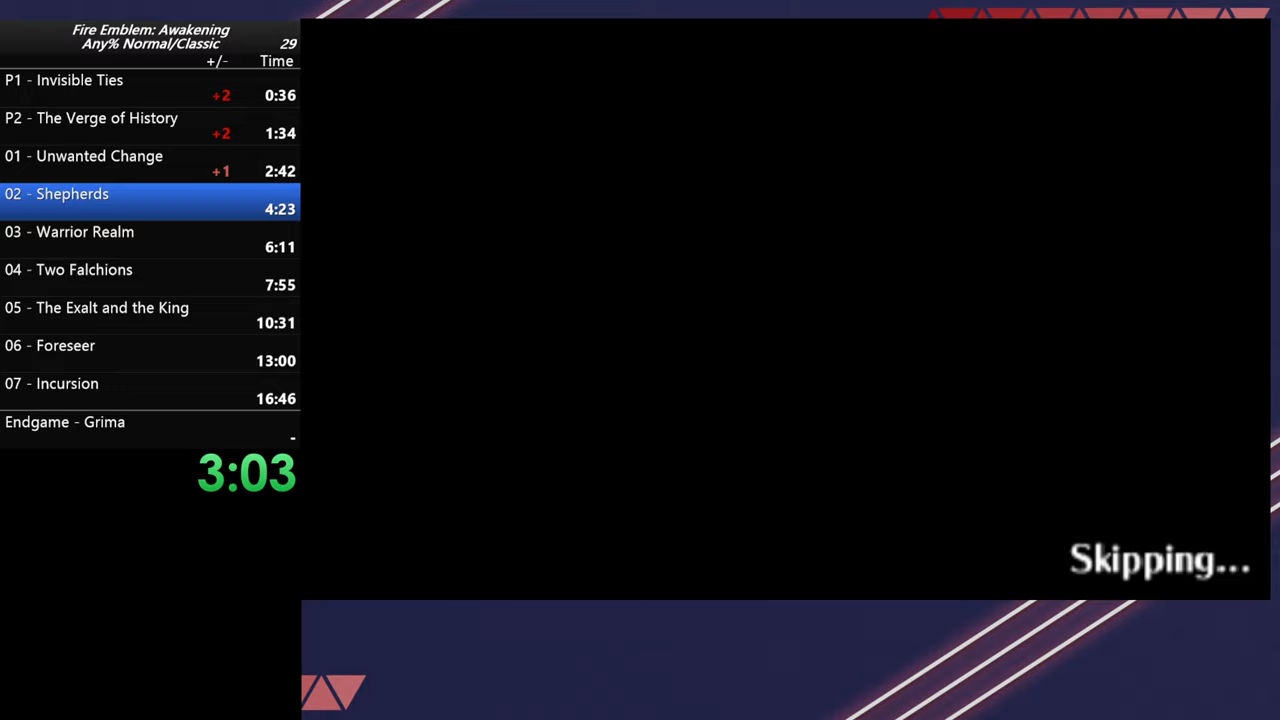 Fire Emblem: Awakening
Any% Normal/Classic 29
+/- Time
P1 - Invisible Ties
+2 0:36
P2 - The Verge of History
+2 1:34
01 - Unwanted Change
+1 2:42
02 - Shepherds
4:23
03 - Warrior Realm
6:11
04 - Two Falchions
7:55
05 - The Exalt and the King
10:31
06 - Foreseer
13:00
07 - Incursion
16:46
Endgame - Grima
-
3:03
Skipping...